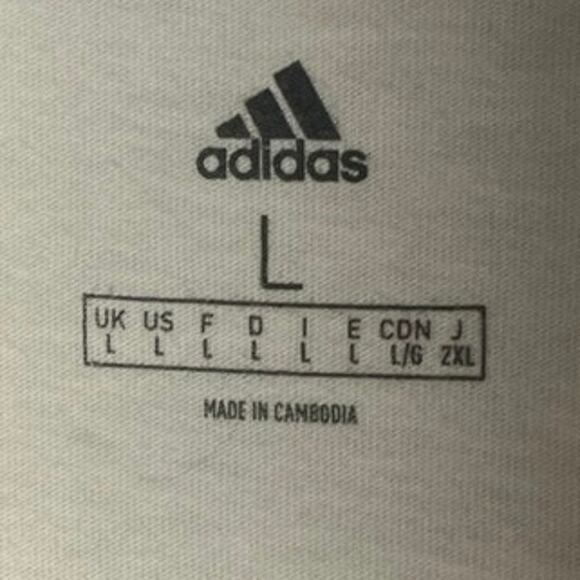 adidas
L
UK US F D I E CDN J
L L L L L L L/G 2XL
MADE IN CAMBODIA